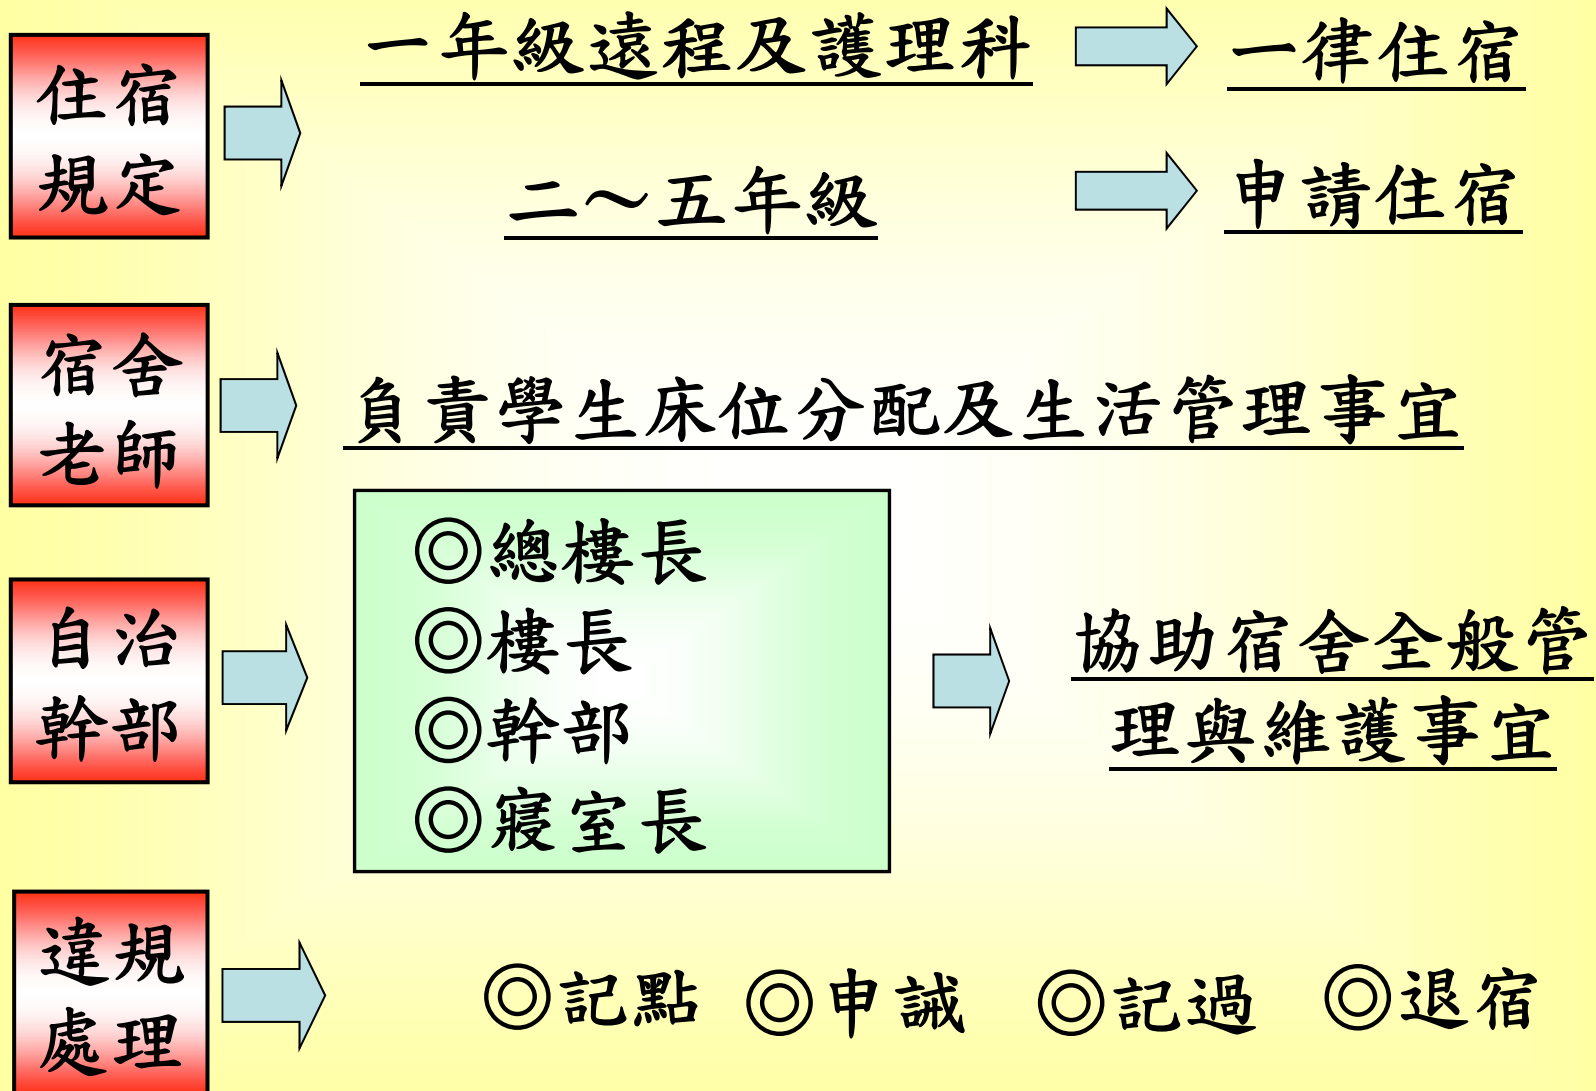 住宿
規定
一年級遠程及護理科
一律住宿
二～五年級
申請住宿
宿舍
老師
負責學生床位分配及生活管理事宜
自治
幹部
◎總樓長
◎樓長
◎幹部
◎寢室長
協助宿舍全般管
理與維護事宜
違規
處理
◎記點
◎申誡
◎記過
◎退宿